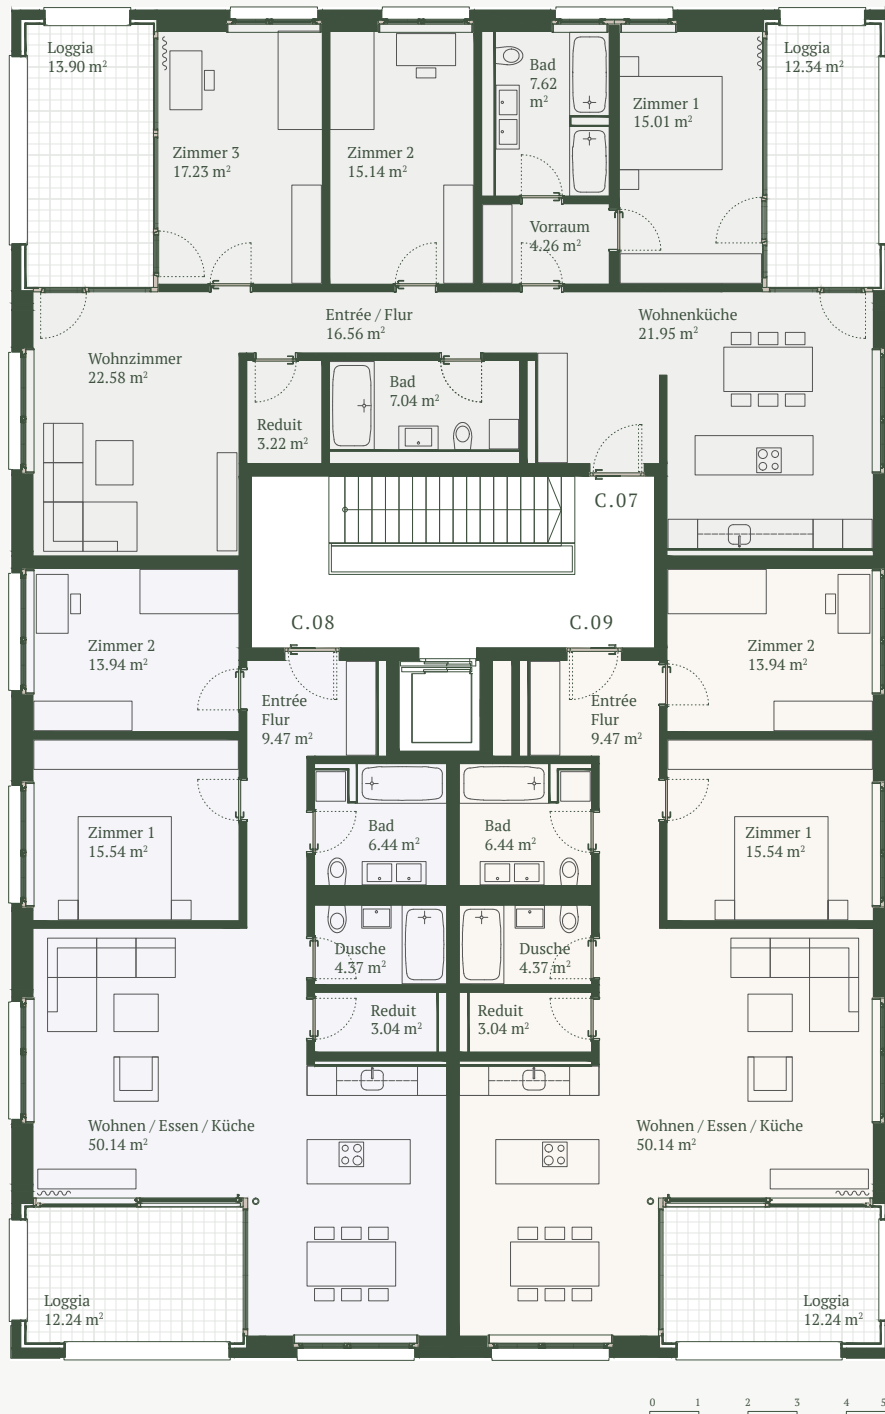 Loggia
13.90 m²
Zimmer 3
17.23 m²
Zimmer 2
15.14 m²
Bad
7.62
m²
Zimmer 1
15.01 m²
Loggia
12.34 m²
Vorraum
4.26 m²
Entrée / Flur
16.56 m²
Wohnenküche
21.95 m²
Wohnzimmer
22.58 m²
Bad
7.04 m²
Reduit
3.22 m²
C.07
C.08
C.09
Zimmer 2
13.94 m²
Entrée
Flur
9.47 m²
Entrée
Flur
9.47 m²
Zimmer 2
13.94 m²
Zimmer 1
15.54 m²
Bad
6.44 m²
Bad
6.44 m²
Zimmer 1
15.54 m²
Dusche
4.37 m²
Dusche
4.37 m²
Reduit
3.04 m²
Reduit
3.04 m²
Wohnen / Essen / Küche
50.14 m²
Wohnen / Essen / Küche
50.14 m²
Loggia
12.24 m²
Loggia
12.24 m²
0 1 2 3 4 5